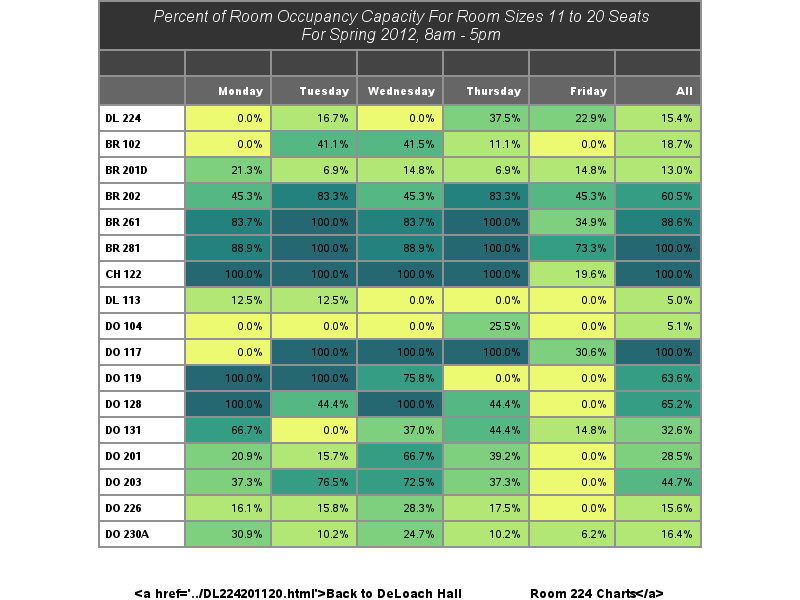 Percent of Room Occupancy Capacity For Room Sizes 11 to 20 Seats
For Spring 2012, 8am - 5pm
Monday Tuesday Wednesday Thursday Friday All
DL 224 0.0% 16.7% 0.0% 37.5% 22.9% 15.4%
BR 102 0.0% 41.1% 41.5% 11.1% 0.0% 18.7%
BR 201D 21.3% 6.9% 14.8% 6.9% 14.8% 13.0%
BR 202 45.3% 83.3% 45.3% 83.3% 45.3% 60.5%
BR 261 83.7% 100.0% 83.7% 100.0% 34.9% 88.6%
BR 281 88.9% 100.0% 88.9% 100.0% 73.3% 100.0%
CH 122 100.0% 100.0% 100.0% 100.0% 19.6% 100.0%
DL 113 12.5% 12.5% 0.0% 0.0% 0.0% 5.0%
DO 104 0.0% 0.0% 0.0% 25.5% 0.0% 5.1%
DO 117 0.0% 100.0% 100.0% 100.0% 30.6% 100.0%
DO 119 100.0% 100.0% 75.8% 0.0% 0.0% 63.6%
DO 128 100.0% 44.4% 100.0% 44.4% 0.0% 65.2%
DO 131 66.7% 0.0% 37.0% 44.4% 14.8% 32.6%
DO 201 20.9% 15.7% 66.7% 39.2% 0.0% 28.5%
DO 203 37.3% 76.5% 72.5% 37.3% 0.0% 44.7%
DO 226 16.1% 15.8% 28.3% 17.5% 0.0% 15.6%
DO 230A 30.9% 10.2% 24.7% 10.2% 6.2% 16.4%
<a href='../DL224201120.html'>Back to DeLoach Hall Room 224 Charts</a>